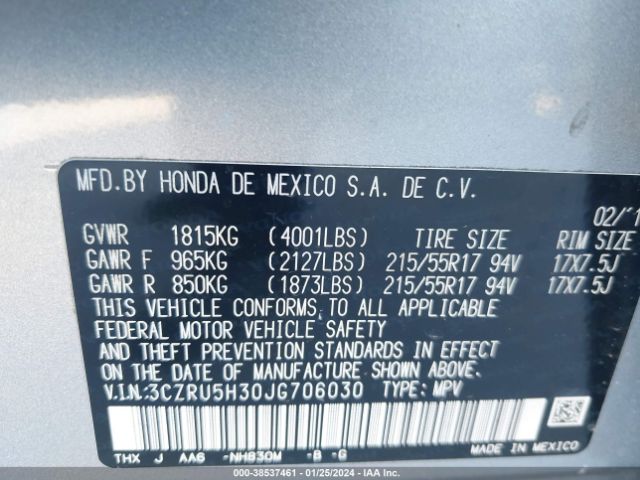 MFD.BY HONDA DE MEXICO S.A. DE C.V.
02/'1
GVWR 1815KG (4001LBS) TIRE SIZE RIM SIZE
GAWR F 965KG (2127LBS) 215/55R17 94V 17X7.5J
GAWR R 850KG (1873LBS) 215/55R17 94V 17X7.5J
THIS VEHICLE CONFORMS TO ALL APPLICABLE
FEDERAL MOTOR VEHICLE SAFETY
AND THEFT PREVENTION STANDARDS IN EFFECT
ON THE DATE OF MANUFACTURE SHOWN ABOVE.
V.I.N.:3CZRU5H30JG706030 TYPE: MPV
THX J AA6 -NH830M -B -G MADE IN MEXICO
000-38537461 - 01/25/2024 - IAA Inc.